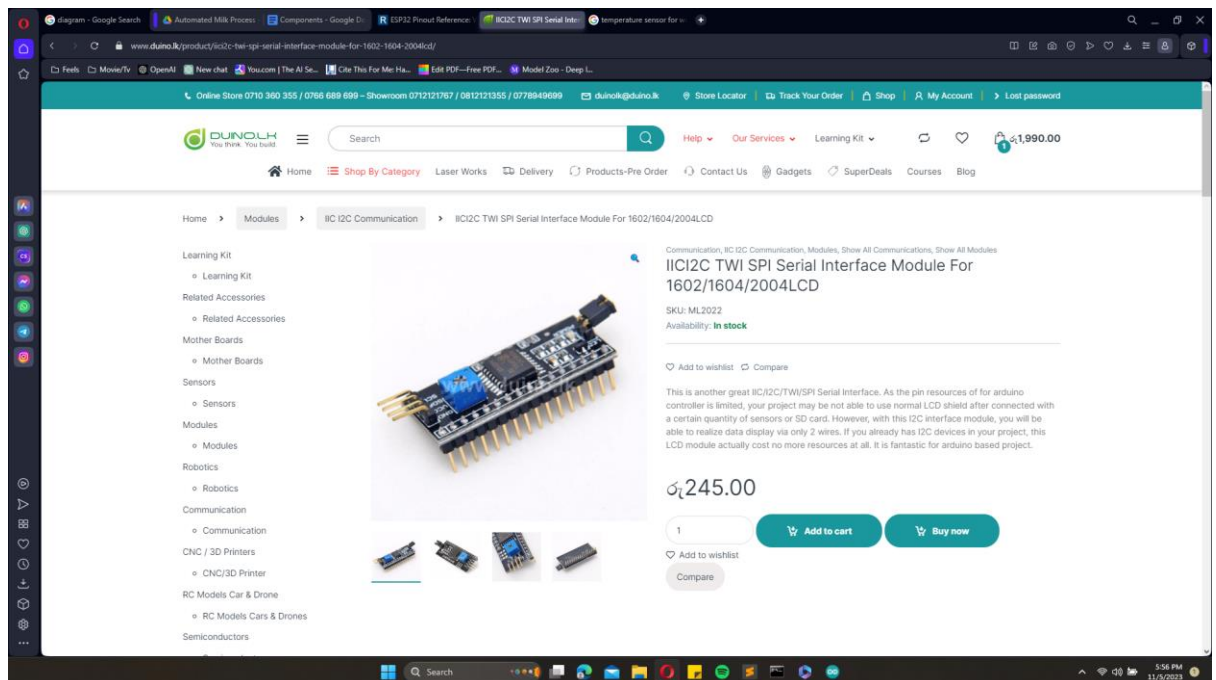 diagram - Google Search
Automated Milk Process
Components - Google Do
ESP32 Pinout Reference:
IICI2C TWI SPI Serial Inter
temperature sensor for w
www.duino.lk/product/iici2c-twi-spi-serial-interface-module-for-1602-1604-2004lcd/
Feels
Movie/Tv
OpenAI
New chat
You.com | The AI Se...
Cite This For Me: Ha...
Edit PDF—Free PDF...
Model Zoo - Deep L...
Online Store 0710 360 355 / 0766 689 699 – Showroom 0712121767 / 0812121355 / 0778949699
duinolk@duino.lk
Store Locator
Track Your Order
Shop
My Account
Lost password
DUINO.LK
You think. You build.
Search
Help
Our Services
Learning Kit
1
රු1,990.00
Home
Shop By Category
Laser Works
Delivery
Products-Pre Order
Contact Us
Gadgets
SuperDeals
Courses
Blog
Home > Modules > IIC I2C Communication > IICI2C TWI SPI Serial Interface Module For 1602/1604/2004LCD
Learning Kit
Learning Kit
Related Accessories
Related Accessories
Mother Boards
Mother Boards
Sensors
Sensors
Modules
Modules
Robotics
Robotics
Communication
Communication
CNC / 3D Printers
CNC/3D Printer
RC Models Car & Drone
RC Models Cars & Drones
Semiconductors
Communication, IIC I2C Communication, Modules, Show All Communications, Show All Modules
IICI2C TWI SPI Serial Interface Module For
1602/1604/2004LCD
SKU: ML2022
Availability: In stock
Add to wishlist
Compare
This is another great IIC/I2C/TWI/SPI Serial Interface. As the pin resources of for arduino
controller is limited, your project may be not able to use normal LCD shield after connected with
a certain quantity of sensors or SD card. However, with this I2C interface module, you will be
able to realize data display via only 2 wires. If you already has I2C devices in your project, this
LCD module actually cost no more resources at all. It is fantastic for arduino based project.
රු245.00
1
Add to cart
Buy now
Add to wishlist
Compare
Search
5:56 PM
11/5/2023